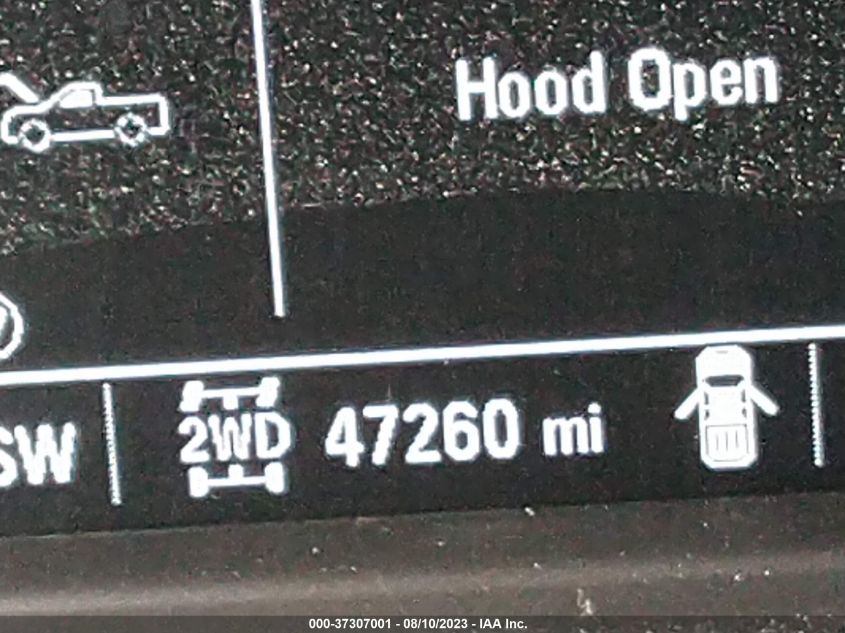 Hood Open
SW 2WD 47260 mi
000-37307001 - 08/10/2023 - IAA Inc.